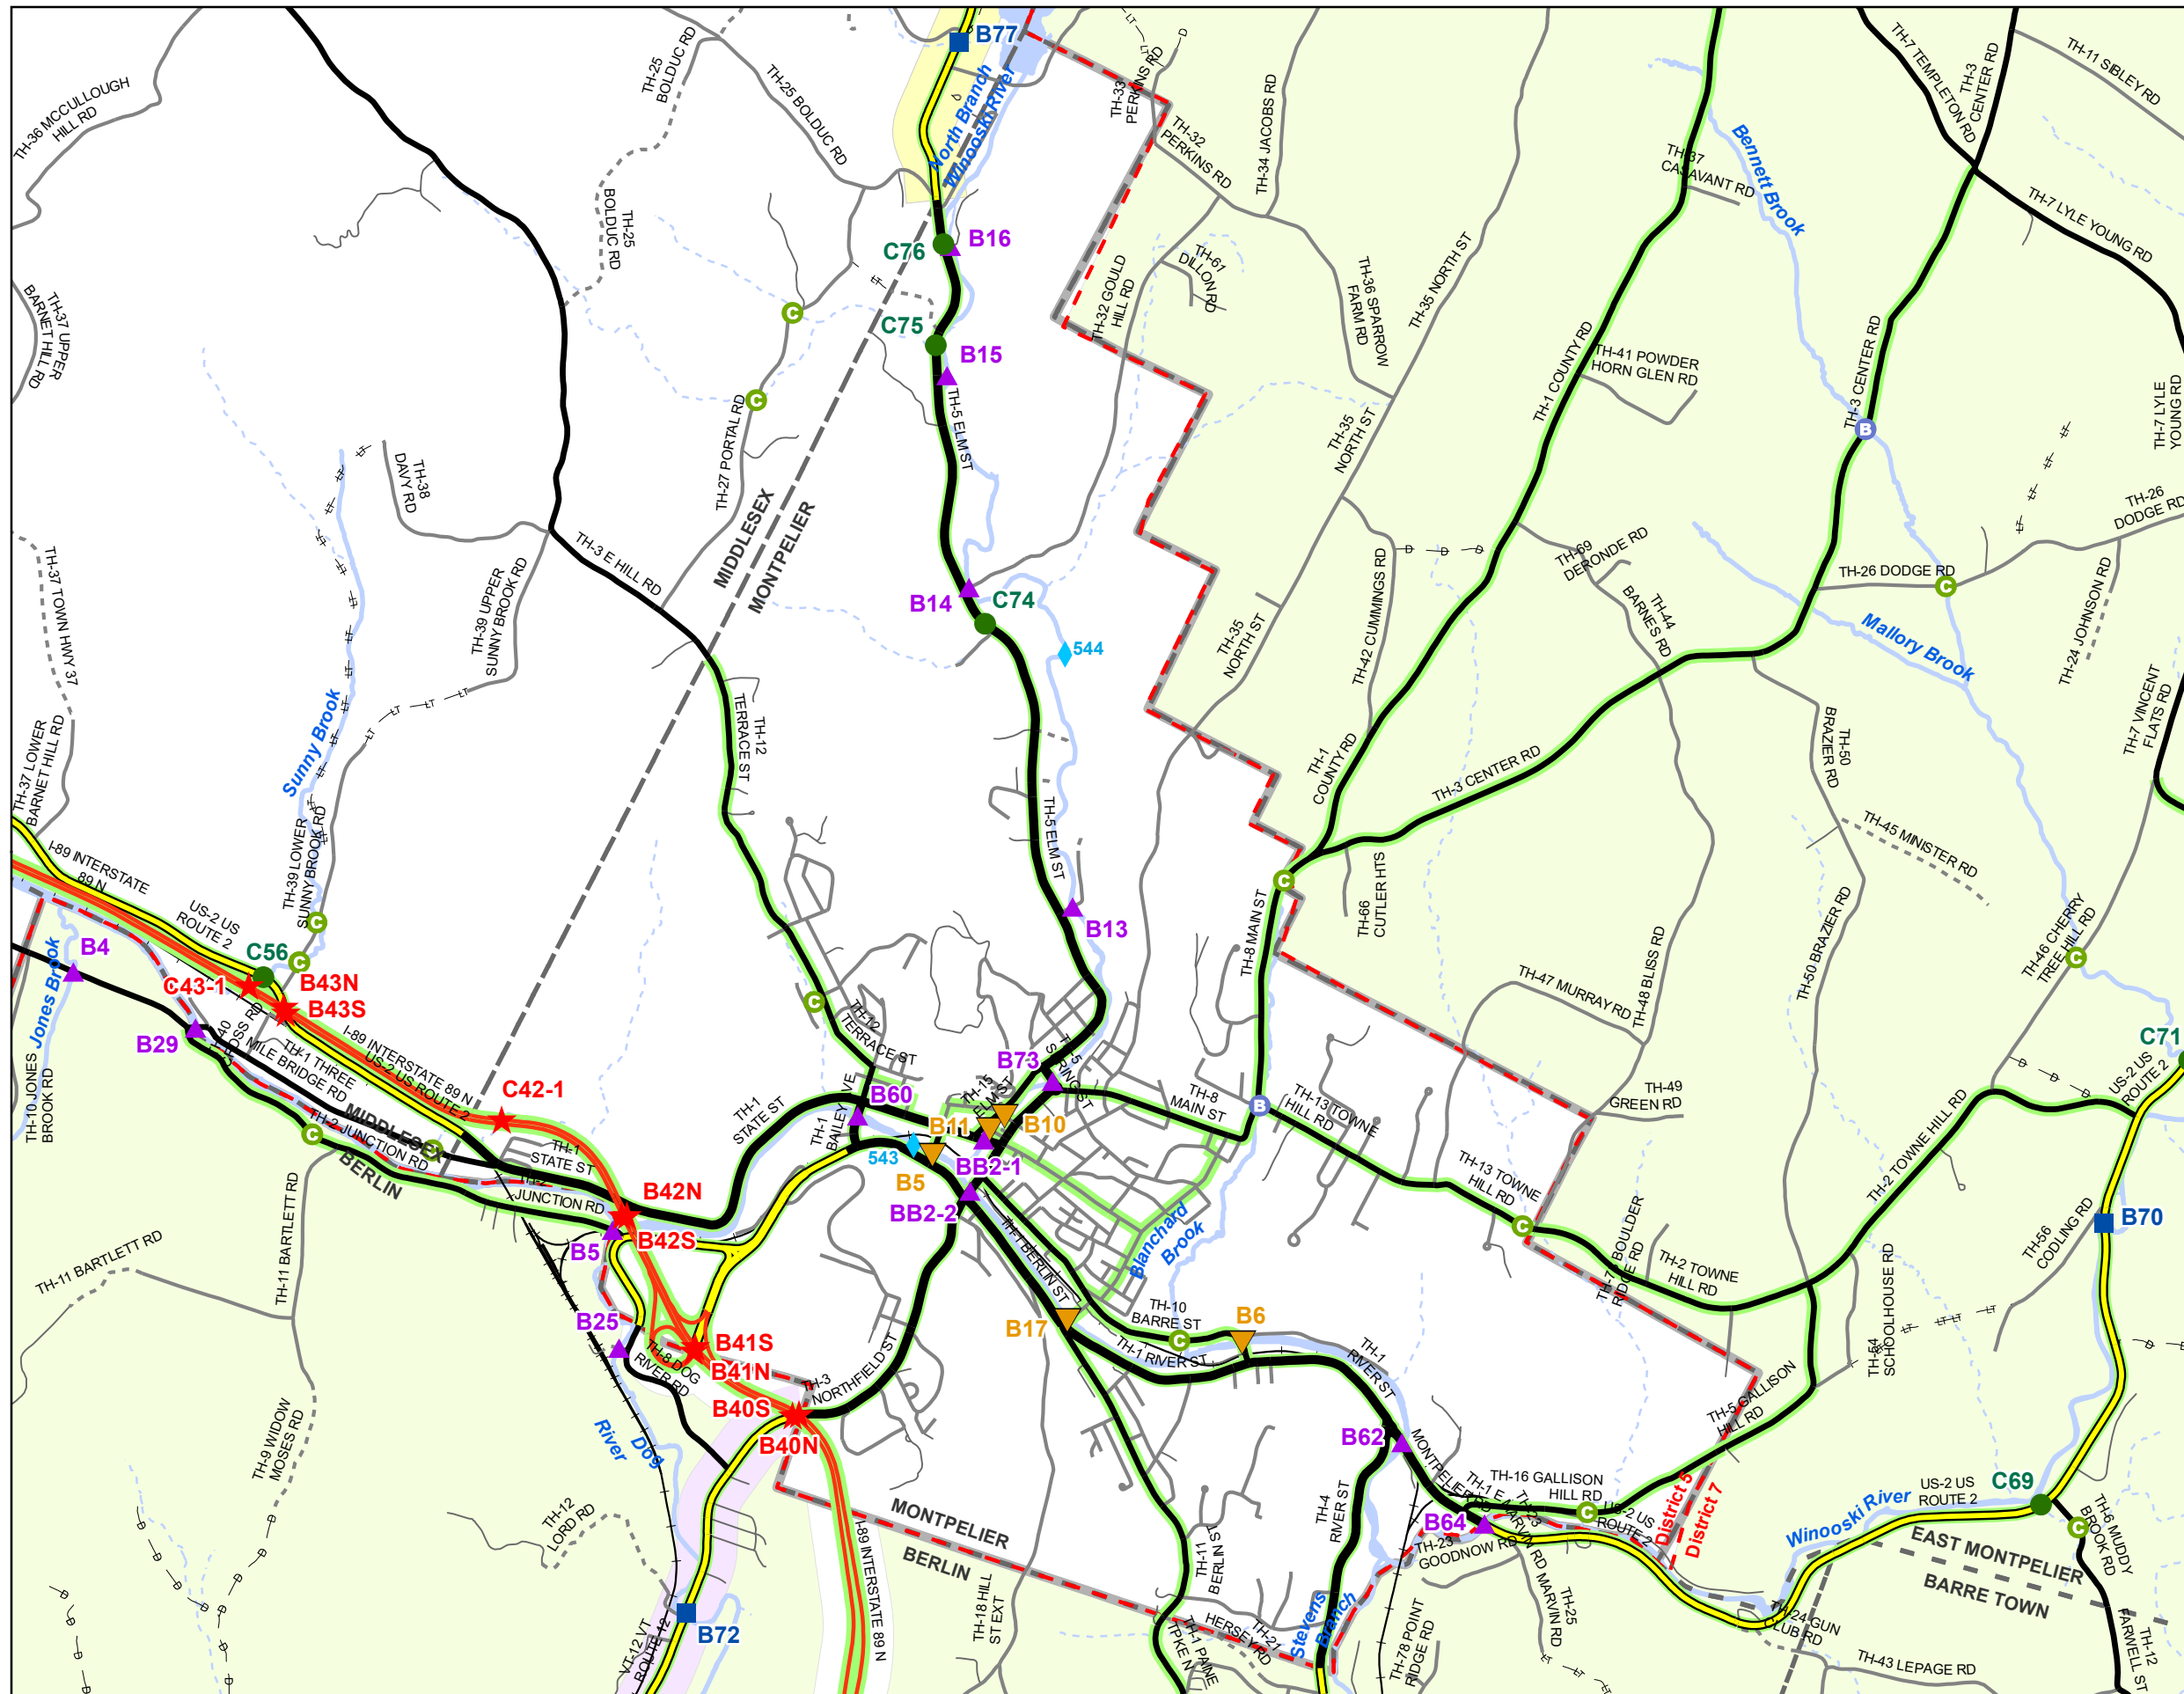 B77
TH-36 MCCULLOUGH
HILL RD
TH-25
BOLDUC RD
TH-25 BOLDUC RD
North Branch
Winooski River
TH-33
PERKINS RD
LT
D
TH-32
PERKINS RD
TH-34 JACOBS RD
TH-7 TEMPLETON RD
TH-3
CENTER RD
TH-11 SIBLEY RD
TH-37
CASAVANT RD
Bennett Brook
TH-7 LYLE YOUNG RD
TH-25
BOLDUC RD
C76
B16
TH-67
DILLON RD
TH-36 SPARROW
FARM RD
TH-35 NORTH ST
TH-32 GOULD
HILL RD
TH-37 UPPER
BARNET HILL RD
C
C75
B15
TH-1 COUNTY RD
TH-41 POWDER
HORN GLEN RD
TH-3 CENTER RD
B
TH-7 LYLE
YOUNG RD
C
TH-27 PORTAL RD
TH-5 ELM ST
TH-35
NORTH ST
TH-38
DAVY RD
MIDDLESEX
MONTPELIER
TH-26
DODGE RD
TH-37 TOWN HWY 37
TH-3 E HILL RD
TH-39 UPPER
SUNNY BROOK RD
B14
C74
544
TH-35
NORTH ST
TH-42 CUMMINGS RD
TH-69
DERONDE RD
TH-44
BARNES RD
TH-26 DODGE RD
C
Mallory Brook
TH-24 JOHNSON RD
TH-7 VINCENT
FLATS RD
Sunny Brook
TH-12
TERRACE ST
TH-37 LOWER
BARNET HILL RD
TH-1
COUNTY RD
TH-3 CENTER RD
TH-50
BRAZIER RD
TH-45 MINISTER RD
I-89 INTERSTATE
89 N
TH-39 LOWER
SUNNY BROOK RD
TH-5 ELM ST
C
TH-66
CUTLER HTS
TH-8 MAIN ST
US-2 US
ROUTE 2
C
B13
B4
C56
C
B43N
C43-1
B43S
Jones Brook
TH-47 MURRAY RD
TH-48 BLISS RD
TH-50 BRAZIER RD
TH-46 CHERRY
TREE HILL RD
C
C
TH-12
TERRACE ST
B29
TH-40
FOSS RD
TH-1 THREE
MILE BRIDGE RD
I-89 INTERSTATE 89 N
US-2 US ROUTE 2
C42-1
B73
TH-5
SPRING ST
C71
TH-10 JONES
BROOK RD
MIDDLESEX
BERLIN
TH-2 JUNCTION RD
C
C
TH-1
STATE ST
TH-1
STATE ST
TH-1
BAILEY AVE
B60
TH-15
ELM ST
B11
B10
TH-8
MAIN ST
B
TH-13 TOWNE
HILL RD
TH-49
GREEN RD
US-2 US
ROUTE 2
543
B5
BB2-1
BB2-2
TH-2
JUNCTION RD
B42N
B42S
B5
TH-13 TOWNE
HILL RD
C
TH-2 TOWNE HILL RD
B70
TH-11 BARTLETT RD
TH-11 BARTLETT RD
TH-1 BERLIN ST
Blanchard
Brook
RIDGE RD
TH-2 TOWNE
HILL RD
TH-56
CODLING RD
TH-54
SCHOOLHOUSE RD
B25
TH-8 DOG
RIVER RD
B41S
B41N
B17
TH-10
BARRE ST
C
B6
TH-1 RIVER ST
TH-1
RIVER ST
TH-3
NORTHFIELD ST
B40S
B40N
Dog
River
TH-9 WIDOW
MOSES RD
TH-5 GALLISON
HILL RD
B62
TH-16 GALLISON
HILL RD
C
US-2 US
ROUTE 2
District 5
District 7
C69
US-2 US
ROUTE 2
Winooski River
C
TH-6 MUDDY
BROOK RD
TH-12
LORD RD
MONTPELIER
BERLIN
I-89 INTERSTATE 89 N
TH-4
RIVER ST
B64
TH-23
GOODNOW RD
EAST MONTPELIER
BARRE TOWN
TH-11
BERLIN ST
TH-18 HILL
ST EXT
TH-25
MARVIN RD
B72
VT-12 VT
ROUTE 12
TH-1 PAINE
TPKE N
TH-21
HERSEY RD
Stevens
Branch
TH-78 POINT
RIDGE RD
TH-24 GUN
CLUB RD
TH-43 LEPAGE RD
TH-12
FARWELL ST